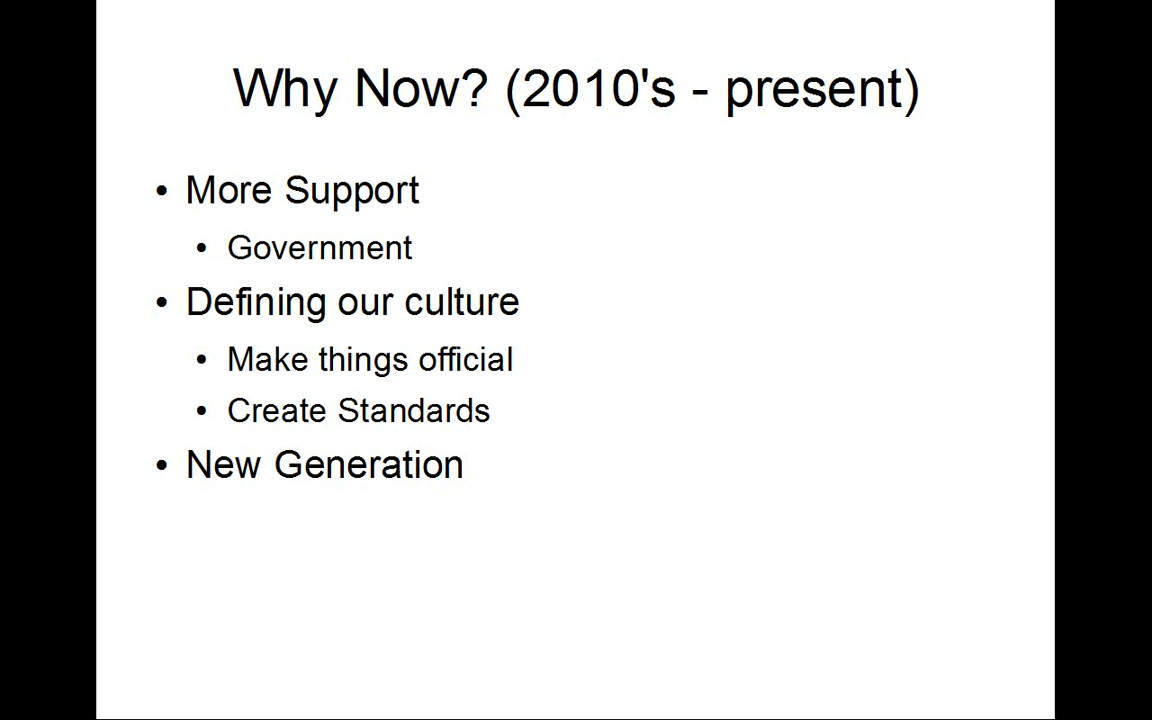 Why Now? (2010's - present)
• More Support
• Government
• Defining our culture
• Make things official
• Create Standards
• New Generation